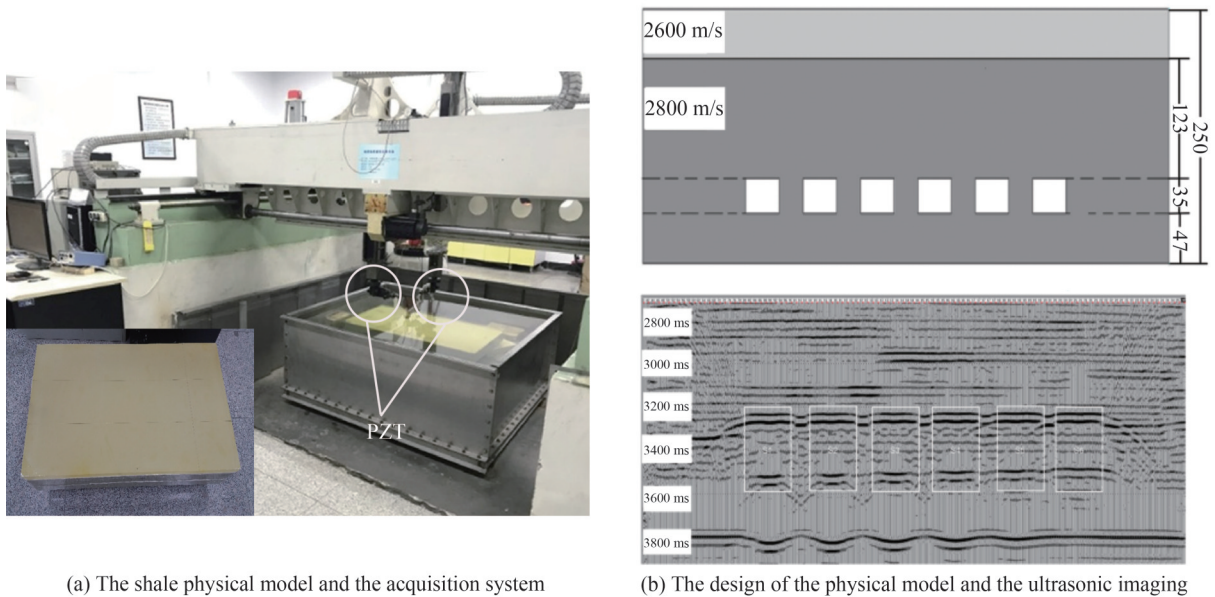 PZT
(a) The shale physical model and the acquisition system
2600 m/s
2800 m/s
123
35
47
250
2800 ms
3000 ms
3200 ms
3400 ms
3600 ms
3800 ms
(b) The design of the physical model and the ultrasonic imaging